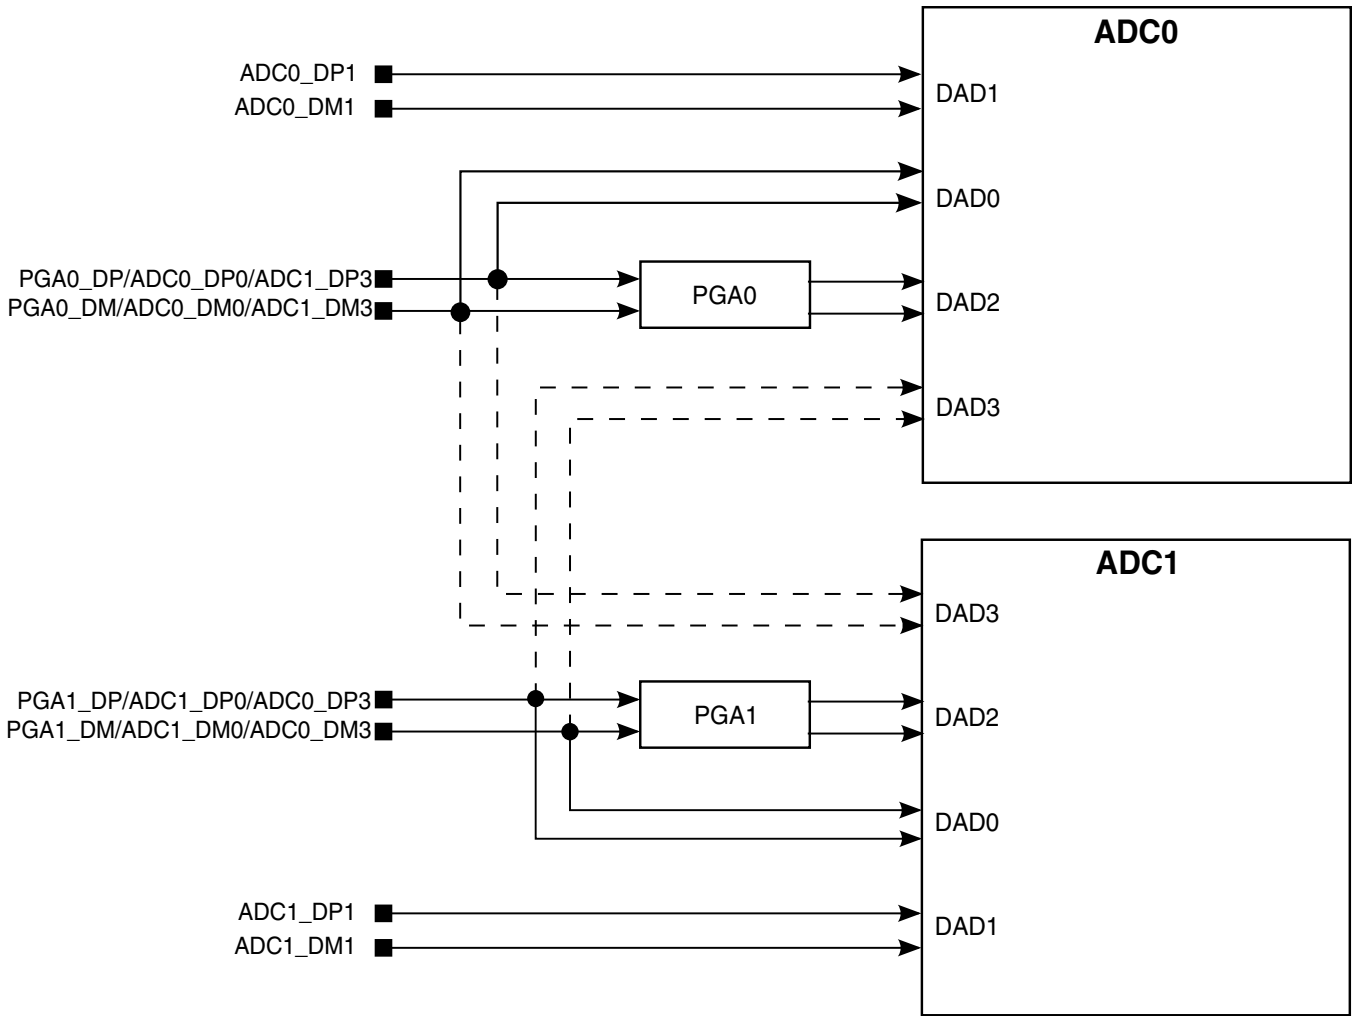 ADC0
ADC0_DP1
DAD1
ADC0_DM1
DAD0
PGA0_DP/ADC0_DP0/ADC1_DP3
PGA0_DM/ADC0_DM0/ADC1_DM3
PGA0
DAD2
DAD3
ADC1
DAD3
PGA1_DP/ADC1_DP0/ADC0_DP3
PGA1_DM/ADC1_DM0/ADC0_DM3
PGA1
DAD2
DAD0
ADC1_DP1
DAD1
ADC1_DM1